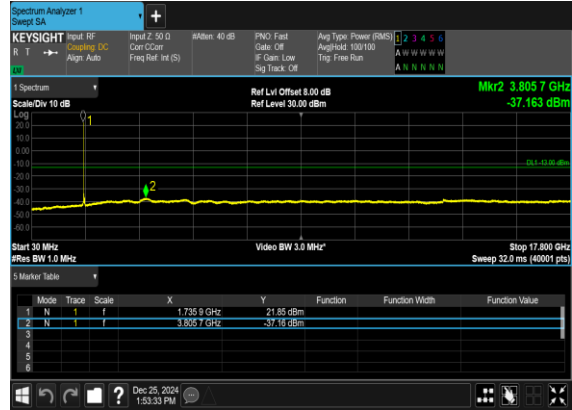 Spectrum Analyzer 1
Swept SA
+
KEYSIGHT Input: RF Input Z: 50 Ω #Atten: 40 dB PNO: Fast Avg Type: Power (RMS) 1 2 3 4 5 6
R T Coupling: DC Corr CCorr Gate: Off Avg|Hold: 100/100 A W W W W W
Align: Auto Freq Ref: Int (S) IF Gain: Low Trig: Free Run
Sig Track: Off A N N N N N
1 Spectrum
Ref Lvl Offset 8.00 dB Mkr2 3.805 7 GHz
Scale/Div 10 dB Ref Level 30.00 dBm -37.163 dBm
Log
20.0
10.0
0.00
-10.0
-20.0
-30.0
-40.0
-50.0
-60.0
1
2
DL1 -13.00 dBm
Start 30 MHz Video BW 3.0 MHz* Stop 17.800 GHz
#Res BW 1.0 MHz Sweep 32.0 ms (40001 pts)
5 Marker Table
Mode Trace Scale X Y Function Function Width Function Value
1 N 1 f 1.735 9 GHz 21.85 dBm
2 N 1 f 3.805 7 GHz -37.16 dBm
3
4
5
6
?
Dec 25, 2024
1:53:33 PM